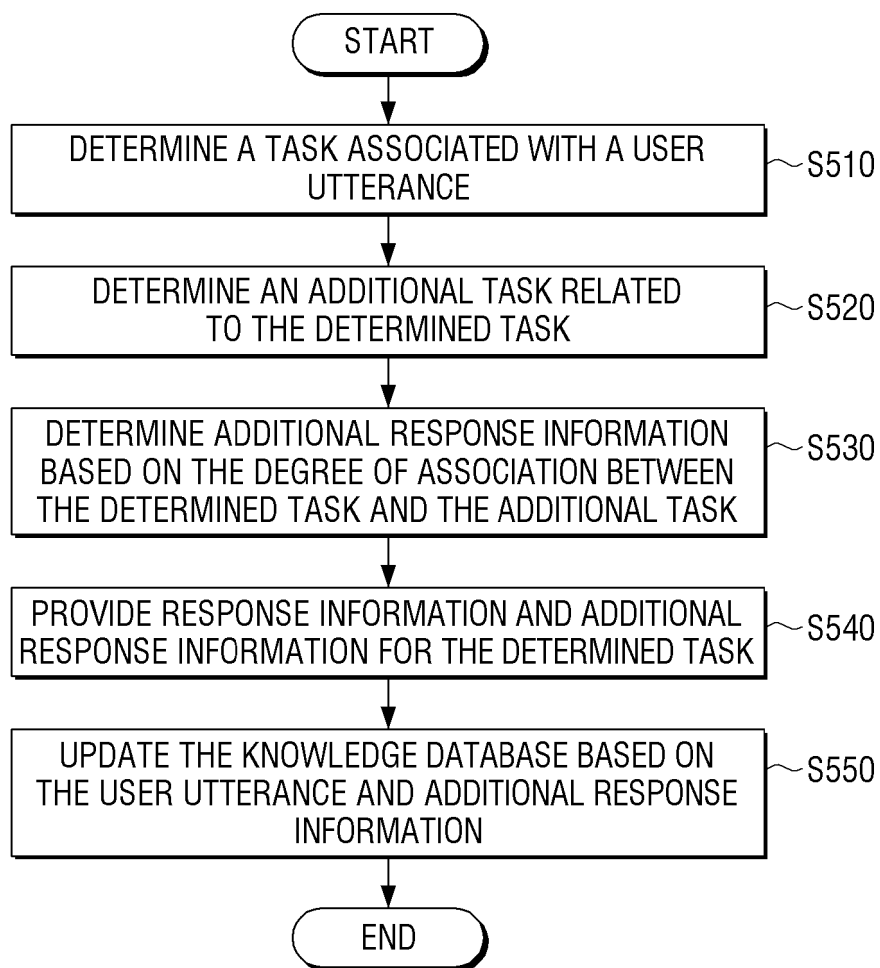 START
DETERMINE A TASK ASSOCIATED WITH A USER
UTTERANCE
S510
DETERMINE AN ADDITIONAL TASK RELATED
TO THE DETERMINED TASK
S520
DETERMINE ADDITIONAL RESPONSE INFORMATION
BASED ON THE DEGREE OF ASSOCIATION BETWEEN
THE DETERMINED TASK AND THE ADDITIONAL TASK
S530
PROVIDE RESPONSE INFORMATION AND ADDITIONAL
RESPONSE INFORMATION FOR THE DETERMINED TASK
S540
UPDATE THE KNOWLEDGE DATABASE BASED ON
THE USER UTTERANCE AND ADDITIONAL RESPONSE
INFORMATION
S550
END